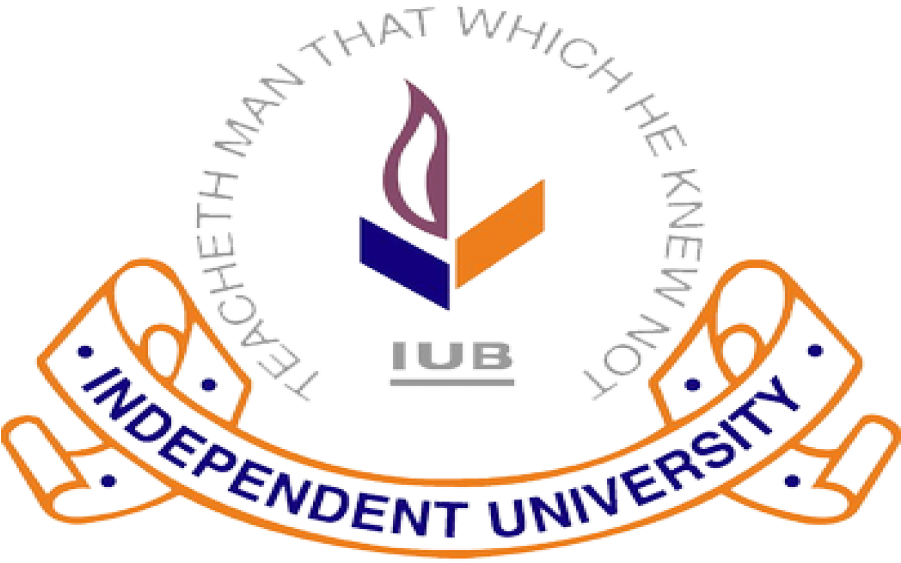 TEACHETH MAN THAT WHICH HE KNEW NOT
IUB
INDEPENDENT UNIVERSITY